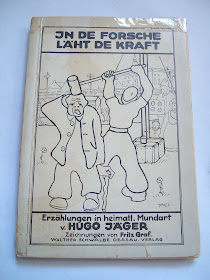 JN DE FORSCHE
LÄHT DE KRAFT
Erzählungen in heimatl. Mundart
v. HUGO JÄGER
Zeichnungen von Fritz Graf.
WALTHER SCHWALBE DESSAU. VERLAG